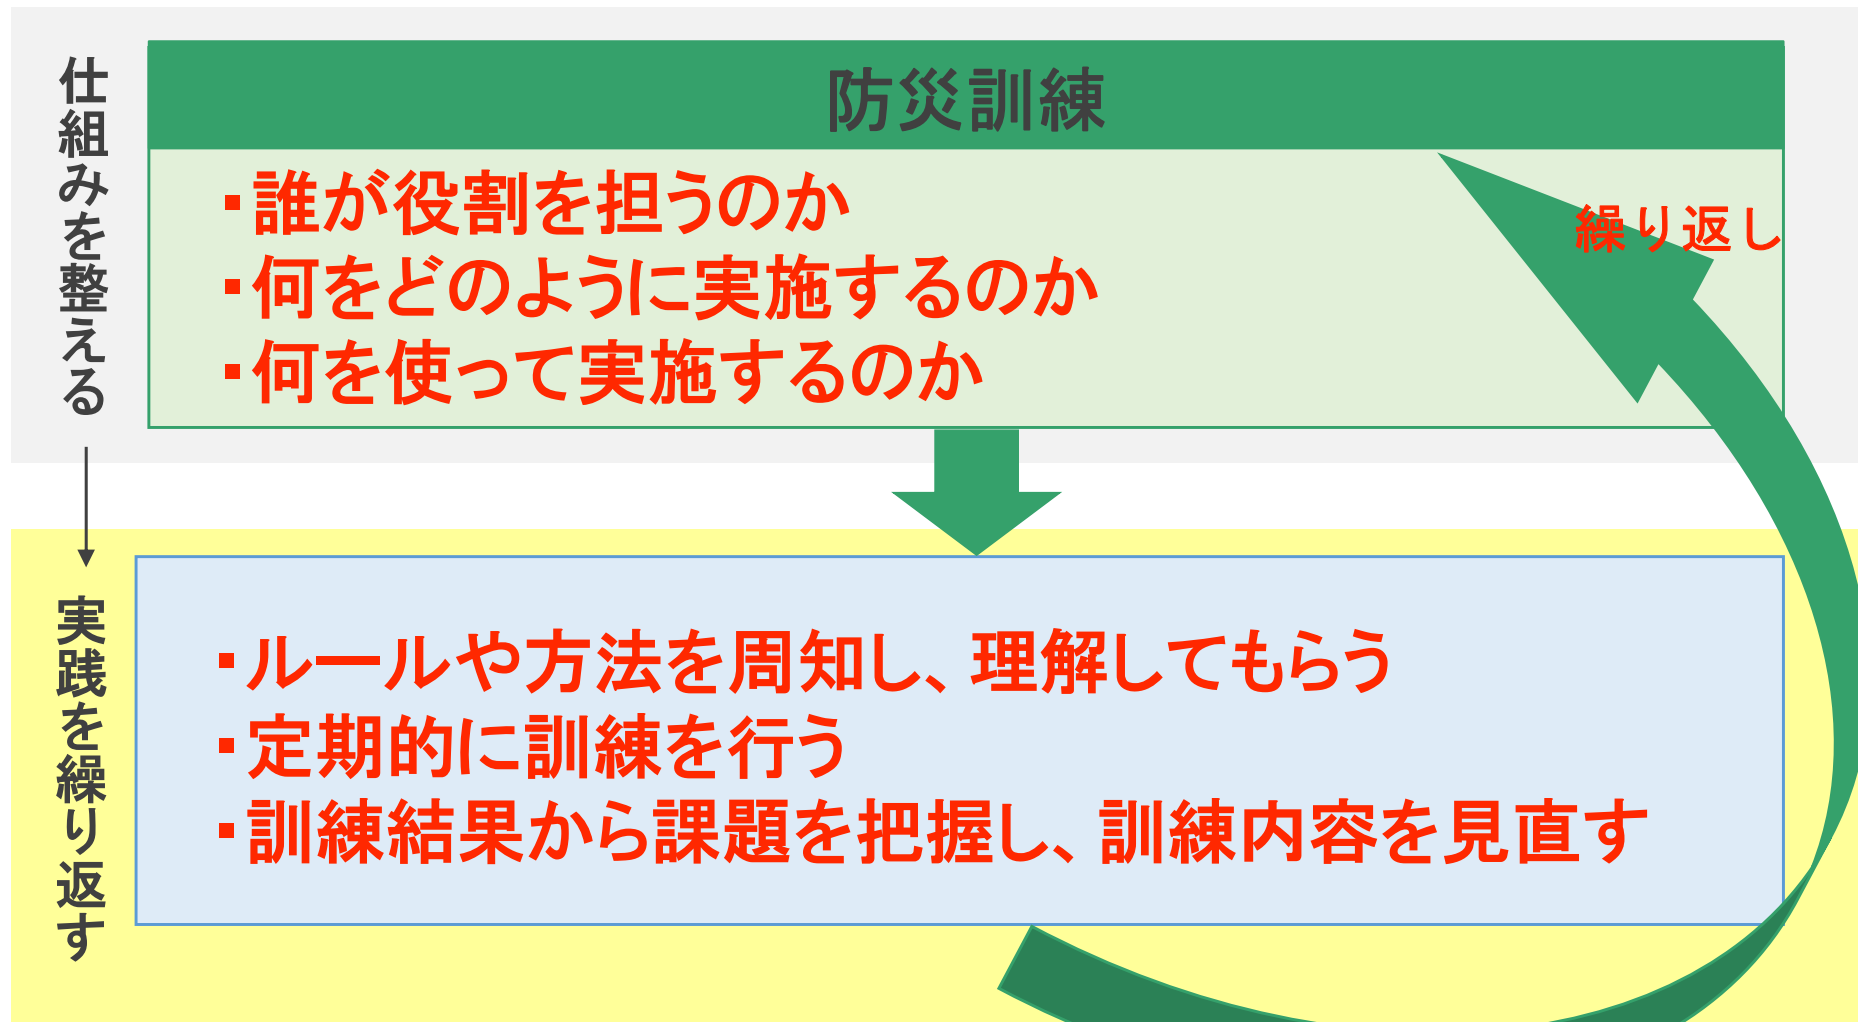 仕組みを整える
防災訓練
▪誰が役割を担うのか
▪何をどのように実施するのか
▪何を使って実施するのか
繰り返し
実践を繰り返す
▪ルールや方法を周知し、理解してもらう
▪定期的に訓練を行う
▪訓練結果から課題を把握し、訓練内容を見直す